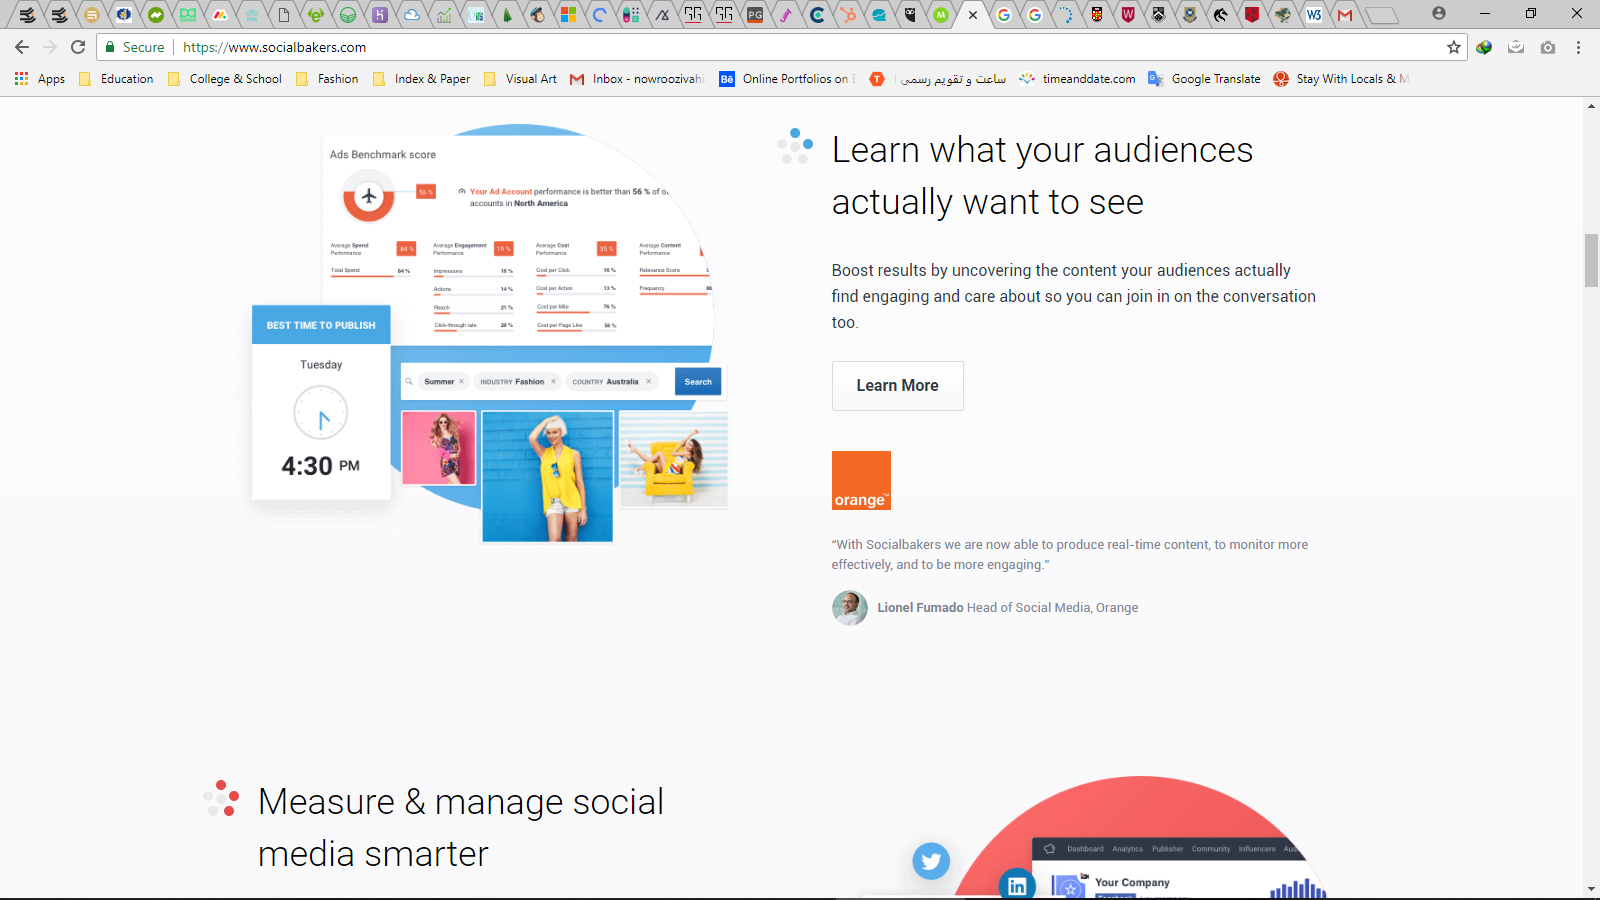 Secure
https://www.socialbakers.com
Apps
Education
College & School
Fashion
Index & Paper
Visual Art
Inbox - nowroozivahi
Online Portfolios on
ساعت و تقویم رسمی
timeanddate.com
Google Translate
Stay With Locals & M
Ads Benchmark score
56 %
Your Ad Account performance is better than 56 % of
accounts in North America
Average Spend Performance
84 %
Total Spend 84 %
Average Engagement Performance
19 %
Impressions 16 %
Actions 14 %
Reach 21 %
Click-through rate 28 %
Average Cost Performance
35 %
Cost per Click 16 %
Cost per Action 13 %
Cost per Mile 76 %
Cost per Page Like 56 %
Average Content Performance
Relevance Score
Frequency
BEST TIME TO PUBLISH
Tuesday
4:30 PM
Summer ×
INDUSTRY Fashion ×
COUNTRY Australia ×
Search
Learn what your audiences
actually want to see
Boost results by uncovering the content your audiences actually
find engaging and care about so you can join in on the conversation
too.
Learn More
orange™
“With Socialbakers we are now able to produce real-time content, to monitor more
effectively, and to be more engaging.”
Lionel Fumado Head of Social Media, Orange
Measure & manage social
media smarter
Dashboard Analytics Publisher Community Influencers
Your Company